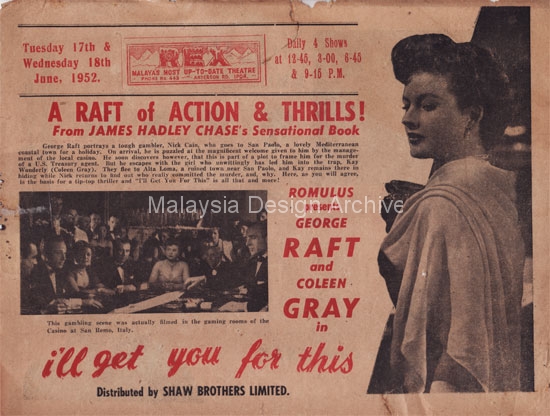 Tuesday 17th &
Wednesday 18th
June, 1952.
REX
MALAYA'S MOST UP-TO-DATE THEATRE
PHONE No 449 ANDERSON RD. IPOH
Daily 4 Shows
at 12-45, 3-00, 6-45
& 9-15 P.M.
A RAFT of ACTION & THRILLS!
From JAMES HADLEY CHASE's Sensational Book
George Raft portrays a tough gambler, Nick Cain, who goes to San Paolo, a lovely Mediterranean
coastal town for a holiday. On arrival, he is puzzled at the magnificent welcome given to him by the manage-
ment of the local casino. He soon discovers however, that this is part of a plot to frame him for the murder
of a U.S. Treasury agent. But he escapes with the girl who unwittingly has led him into the trap, Kay
Wonderly (Coleen Gray). They flee to Alta Loma, a ruined town near San Paolo, and Kay remains there in
hiding while Nick returns to find out who really committed the murder, and, why. Here, as you will agree,
is the basis for a tip-top thriller and "I'll Get You For This" is all that and more!
Malaysia Design Archive
ROMULUS
presents
GEORGE
RAFT
and
COLEEN
GRAY
in
This gambling scene was actually filmed in the gaming rooms of the
Casino at San Remo, Italy.
i'll get you for this
Distributed by SHAW BROTHERS LIMITED.